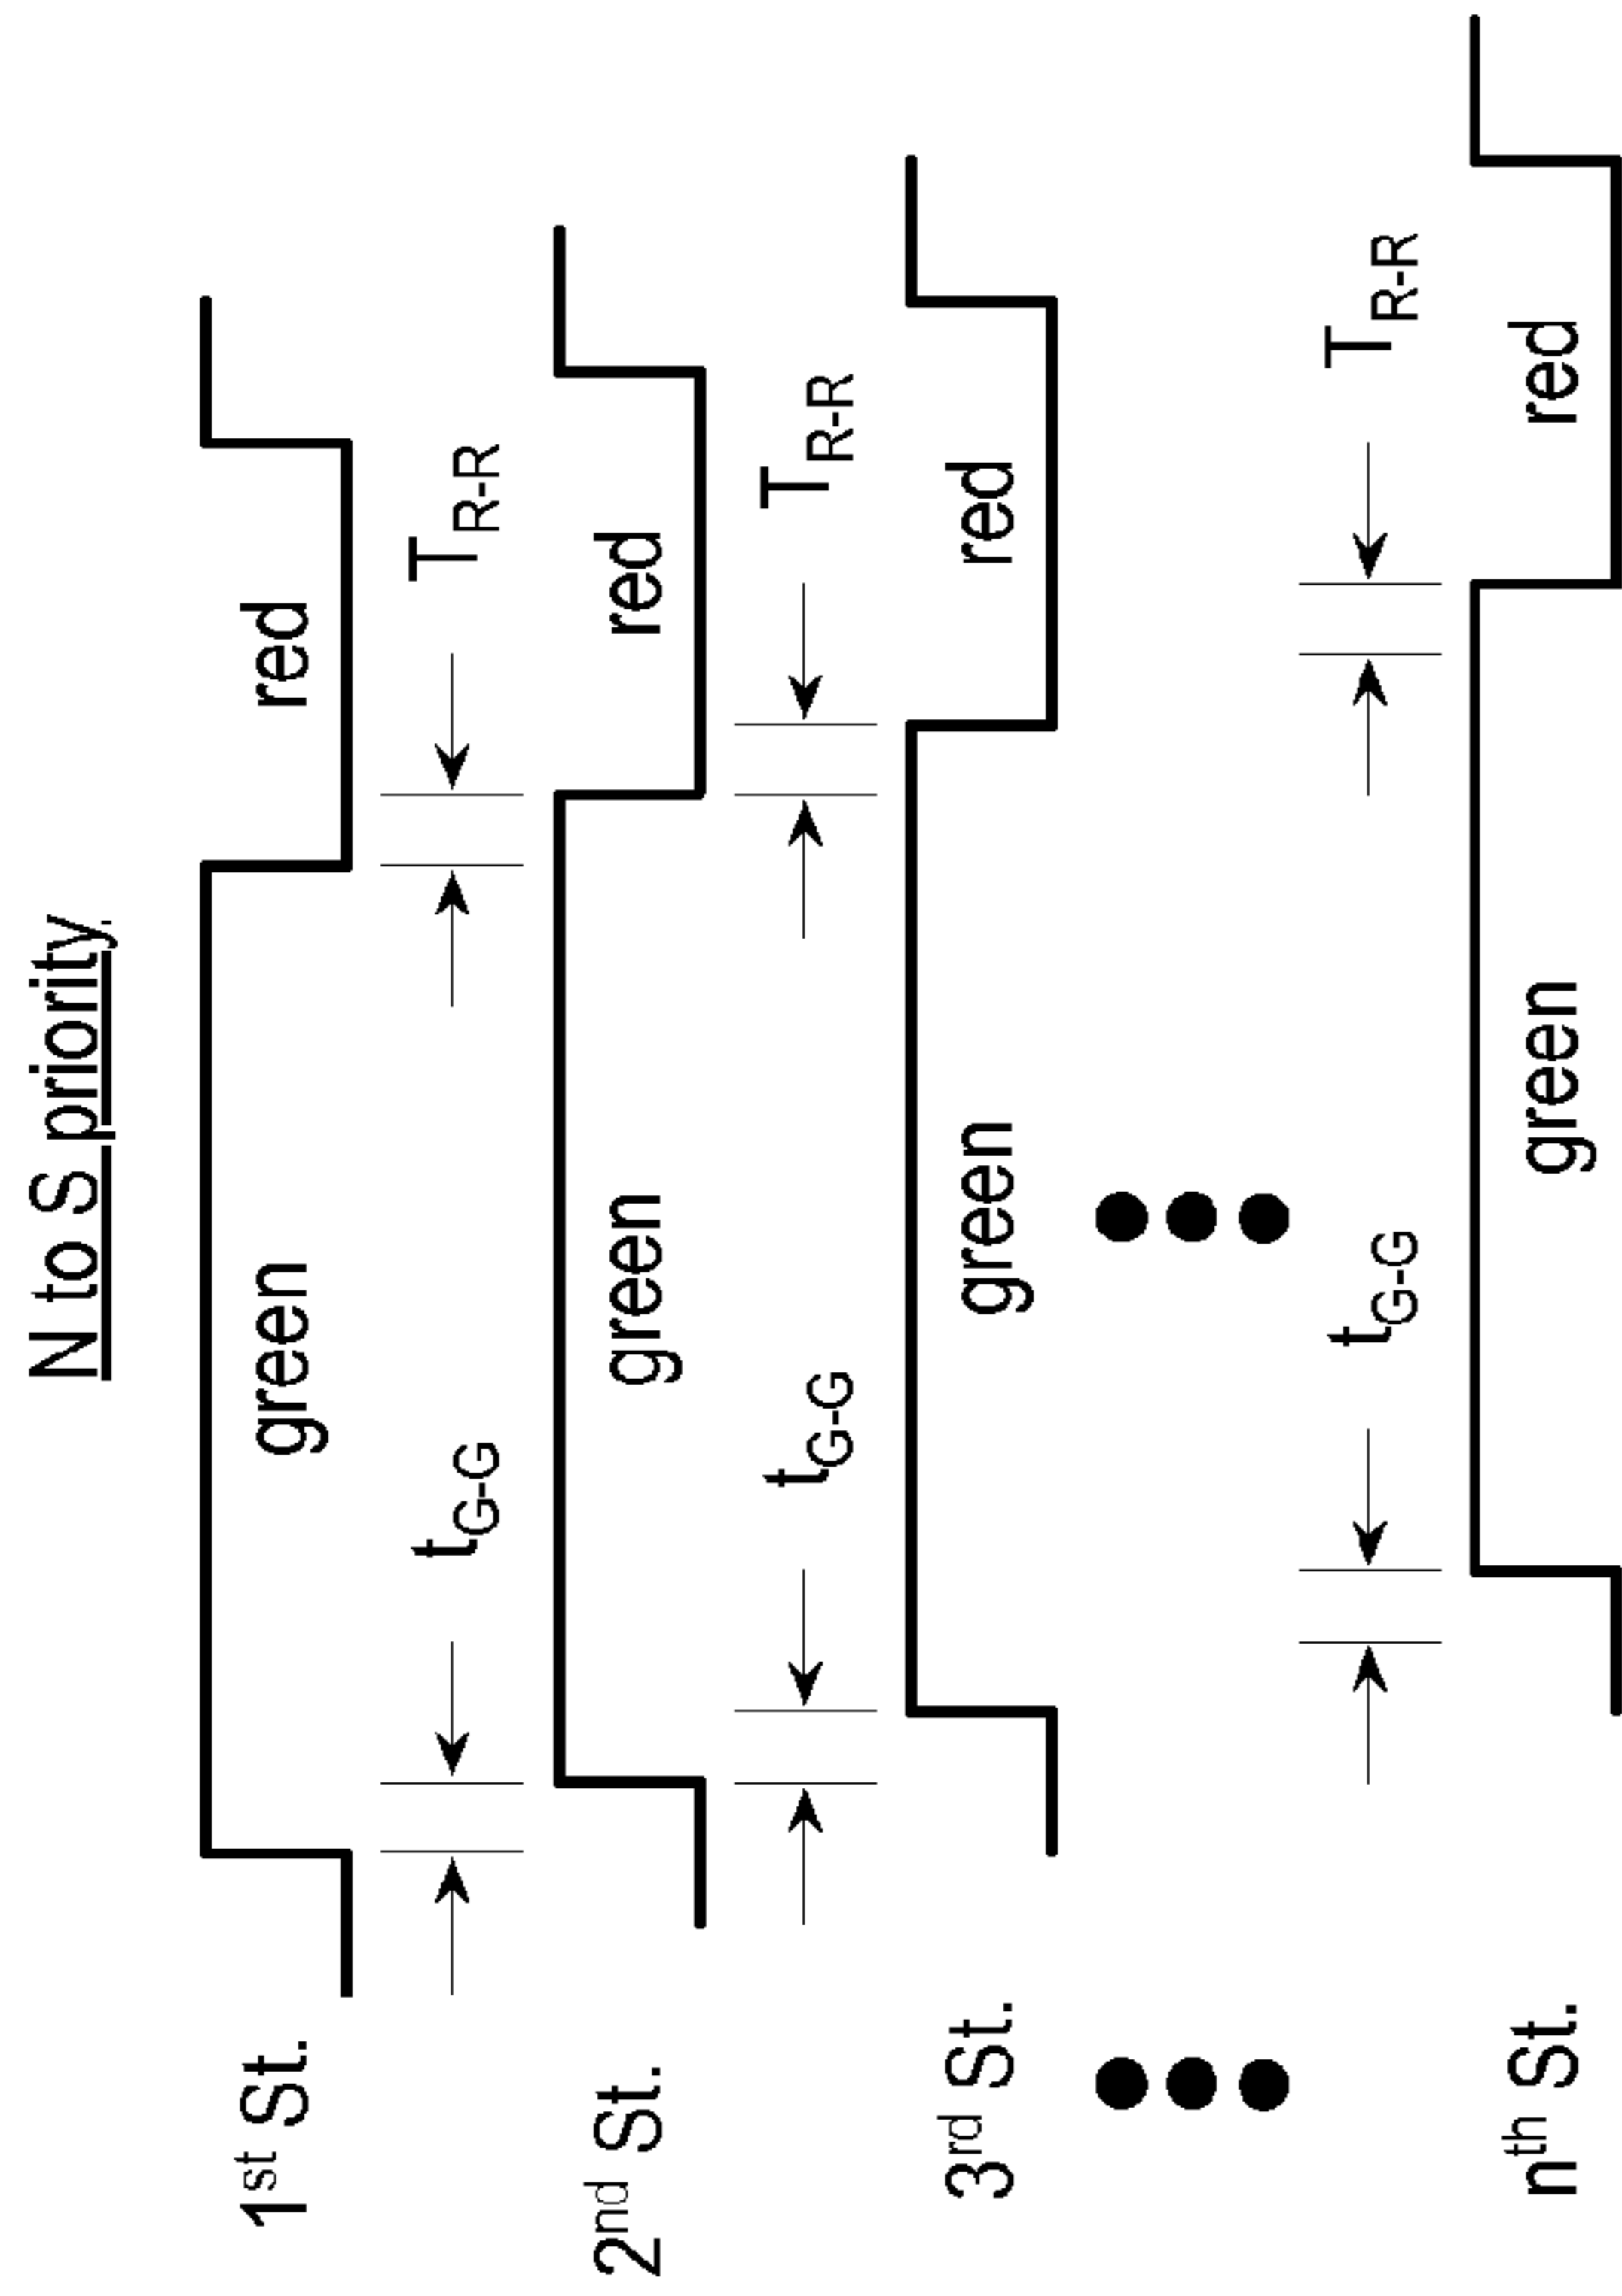 N to S priority
1st St.
green
red
tG-G
TR-R
2nd St.
green
red
tG-G
TR-R
3rd St.
green
red
tG-G
TR-R
nth St.
green
red